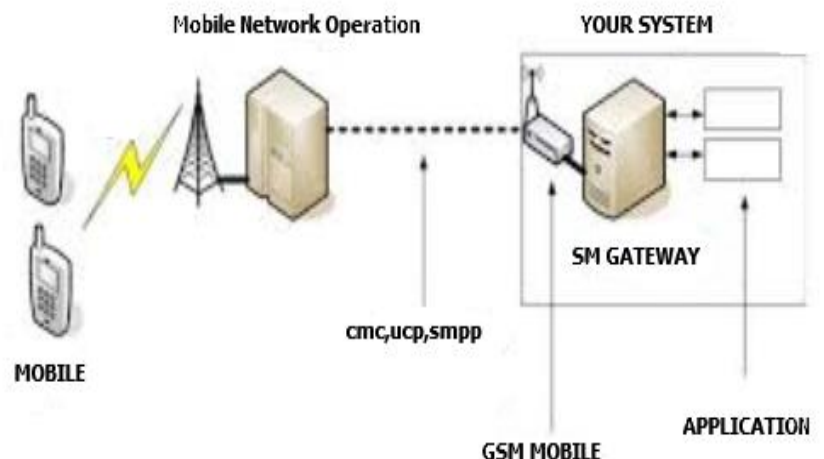 Mobile Network Operation
YOUR SYSTEM
SM GATEWAY
cmc,ucp,smpp
MOBILE
APPLICATION
GSM MOBILE